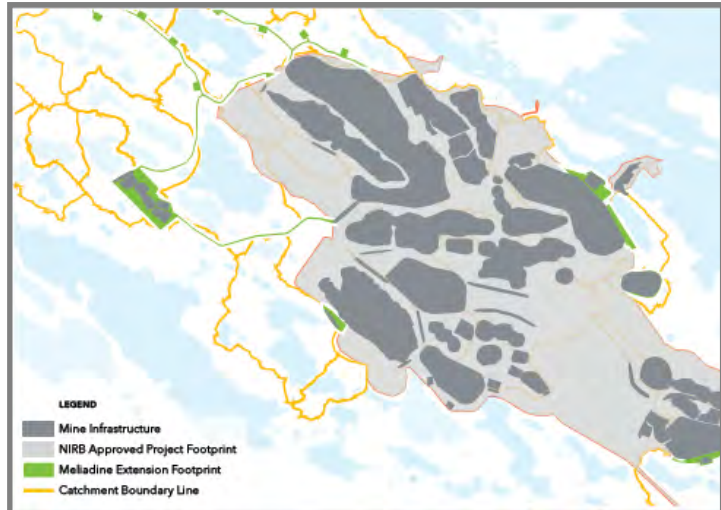 LEGEND
Mine Infrastructure
NIRB Approved Project Footprint
Meliadine Extension Footprint
Catchment Boundary Line